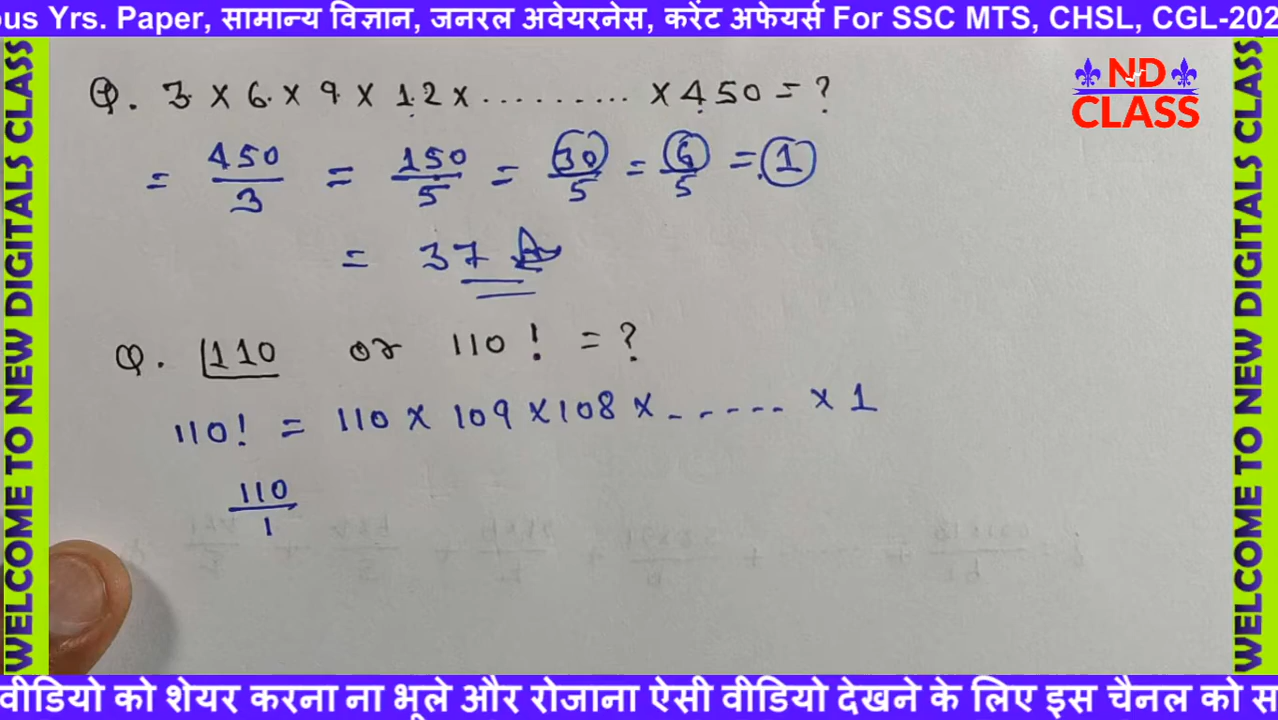 ous Yrs. Paper, सामान्य विज्ञान, जनरल अवेयरनेस, करेंट अफेयर्स For SSC MTS, CHSL, CGL-202
WELCOME TO NEW DIGITALS CLASS
ND
CLASS
Q. 3 × 6 × 9 × 12 × ......... × 450 = ?
= 450/3 = 150/5 = 30/5 = 6/5 = 1
= 37
Q. |110 or 110! = ?
110! = 110 × 109 × 108 × ------ × 1
110/1
WELCOME TO NEW DIGITALS CLASS
वीडियो को शेयर करना ना भूले और रोजाना ऐसी वीडियो देखने के लिए इस चैनल को स